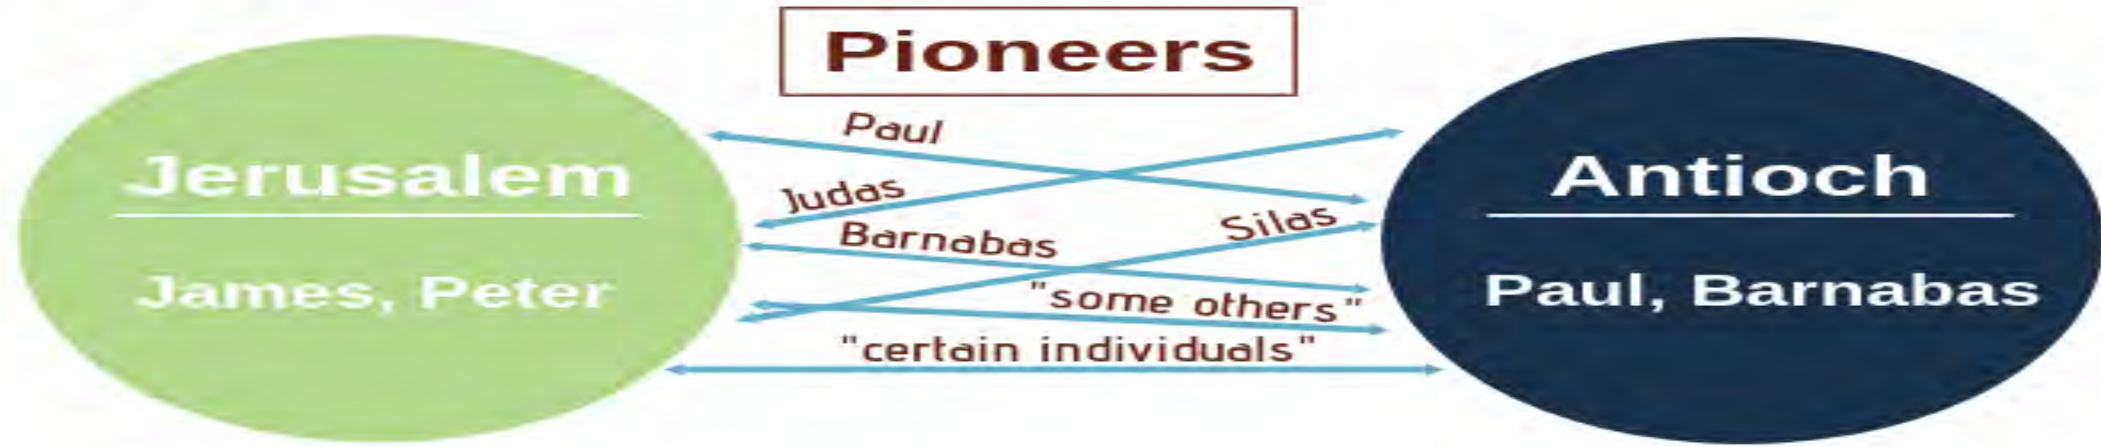 Pioneers
Jerusalem
James, Peter
Paul
Judas
Silas
Barnabas
"some others"
"certain individuals"
Antioch
Paul, Barnabas